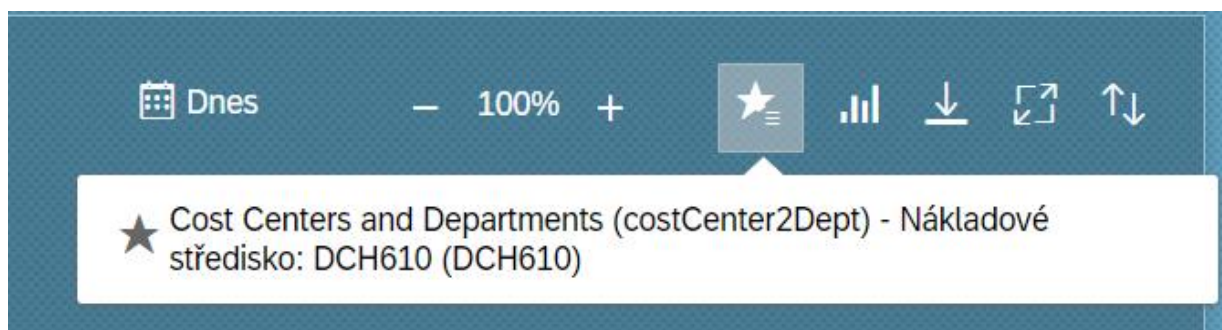 Dnes
– 100% +
Cost Centers and Departments (costCenter2Dept) - Nákladové
středisko: DCH610 (DCH610)